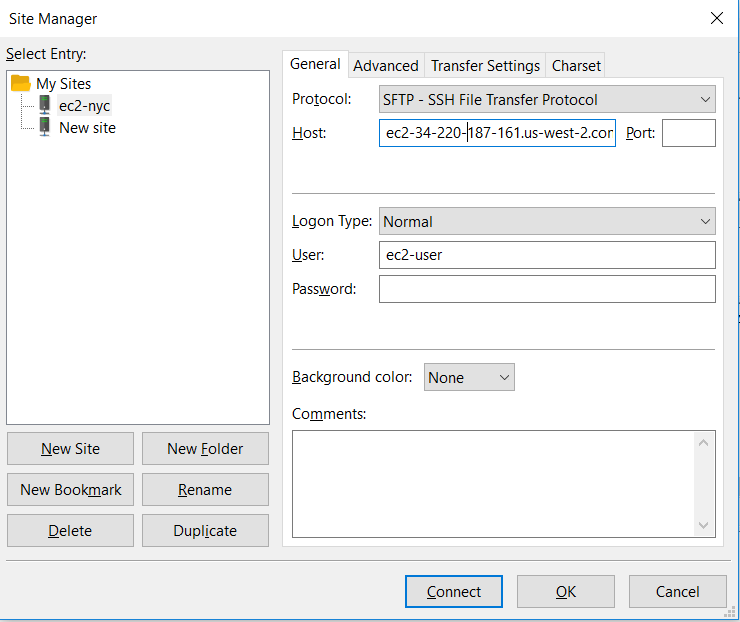 Site Manager
Select Entry:
My Sites
ec2-nyc
New site
New Site
New Folder
New Bookmark
Rename
Delete
Duplicate
General
Advanced
Transfer Settings
Charset
Protocol:
SFTP - SSH File Transfer Protocol
Host:
ec2-34-220-187-161.us-west-2.com
Port:
Logon Type:
Normal
User:
ec2-user
Password:
Background color:
None
Comments:
Connect
OK
Cancel